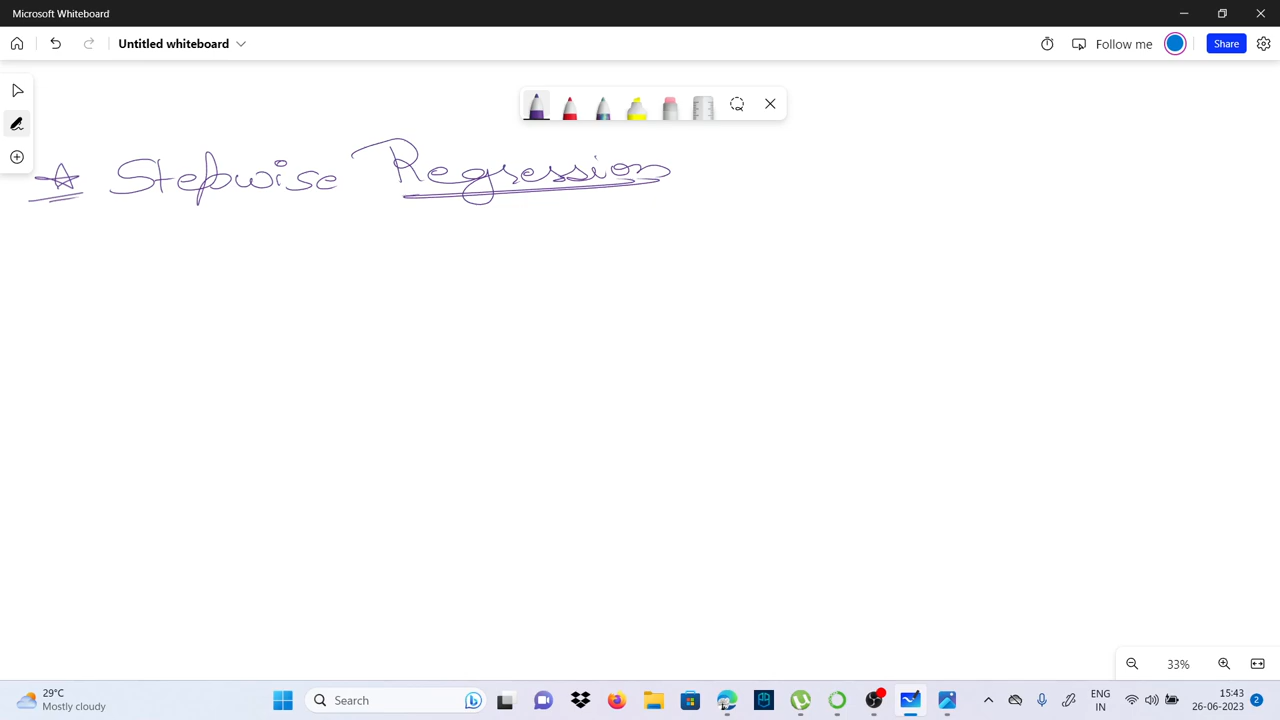 Microsoft Whiteboard
Untitled whiteboard
Follow me
Share
☆ Stepwise Regression
33%
29°C
Mostly cloudy
Search
ENG
IN
15:43
26-06-2023
2